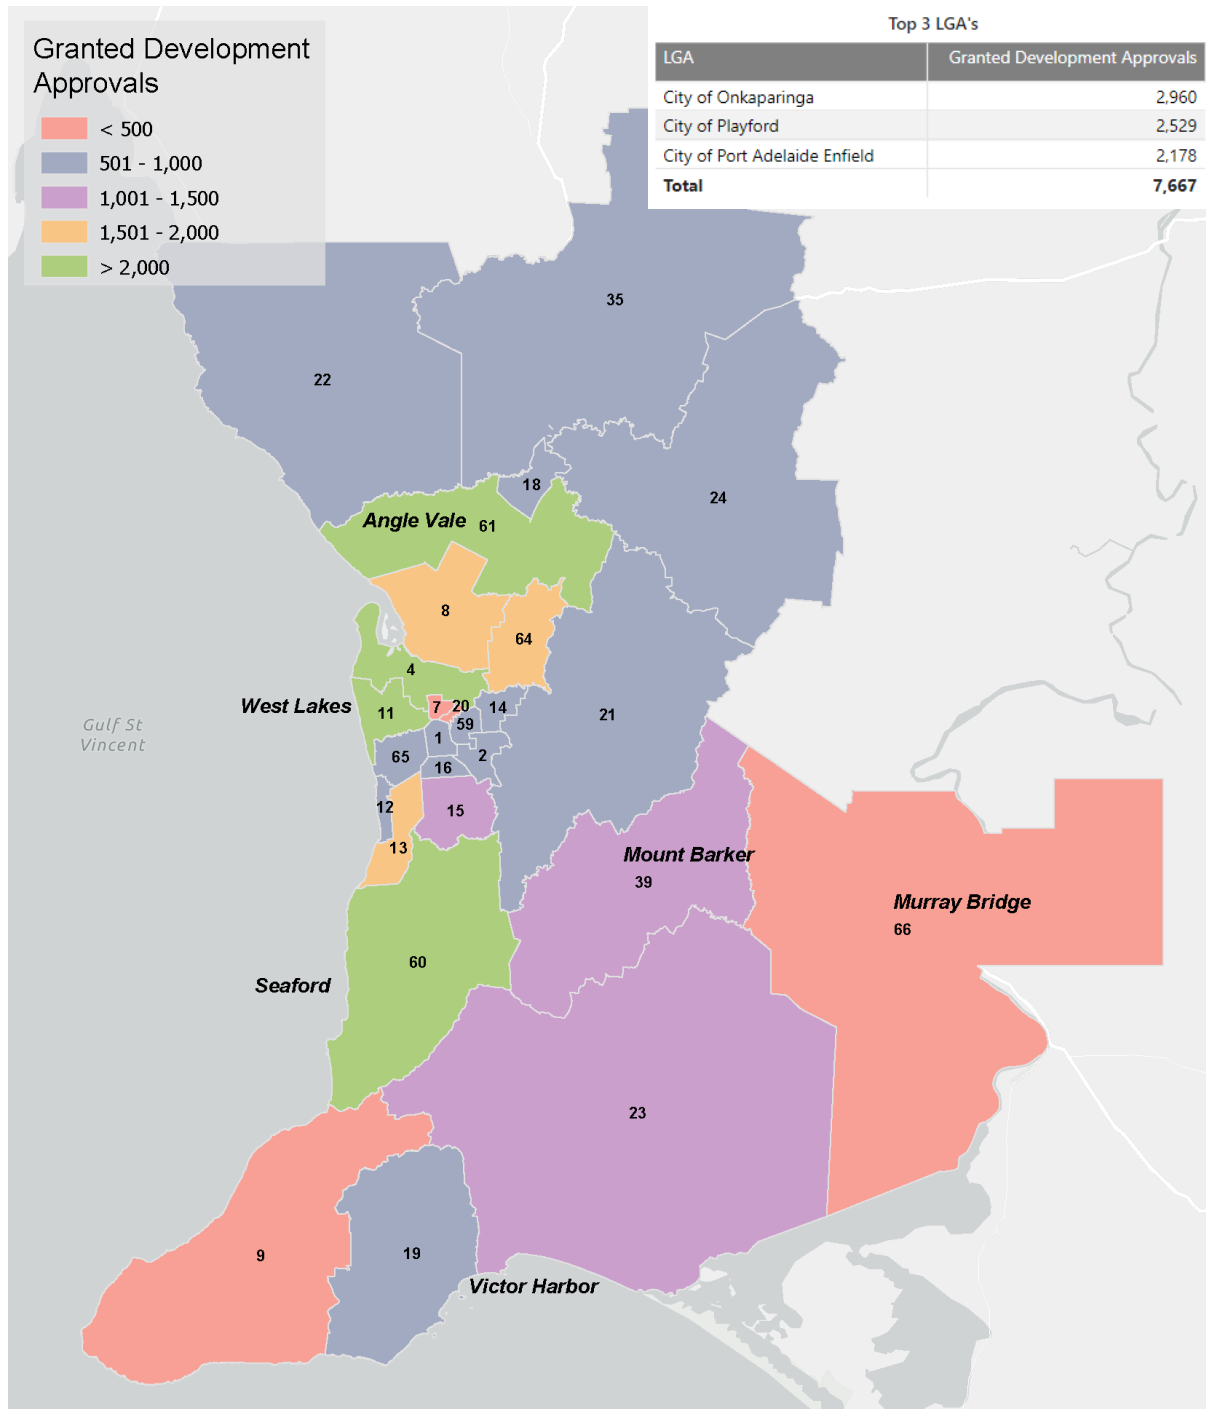 Granted Development
Approvals
< 500
501 - 1,000
1,001 - 1,500
1,501 - 2,000
> 2,000
Top 3 LGA's
LGA Granted Development Approvals
City of Onkaparinga 2,960
City of Playford 2,529
City of Port Adelaide Enfield 2,178
Total 7,667
35
22
18
24
Angle Vale 61
8
64
4
West Lakes
11
7
20
14
21
Gulf St
Vincent
59
1
2
65
16
12
15
13
Mount Barker
39
Murray Bridge
66
60
Seaford
23
9
19
Victor Harbor